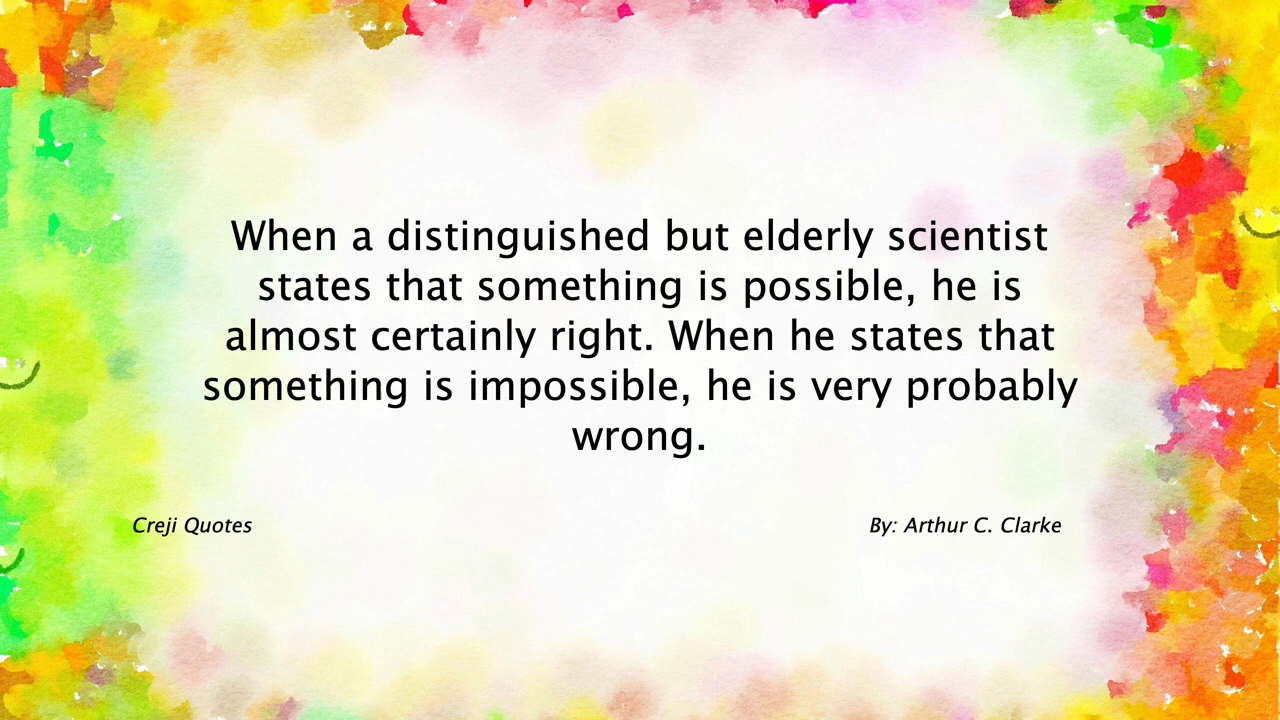 When a distinguished but elderly scientist
states that something is possible, he is
almost certainly right. When he states that
something is impossible, he is very probably
wrong.
Creji Quotes
By: Arthur C. Clarke